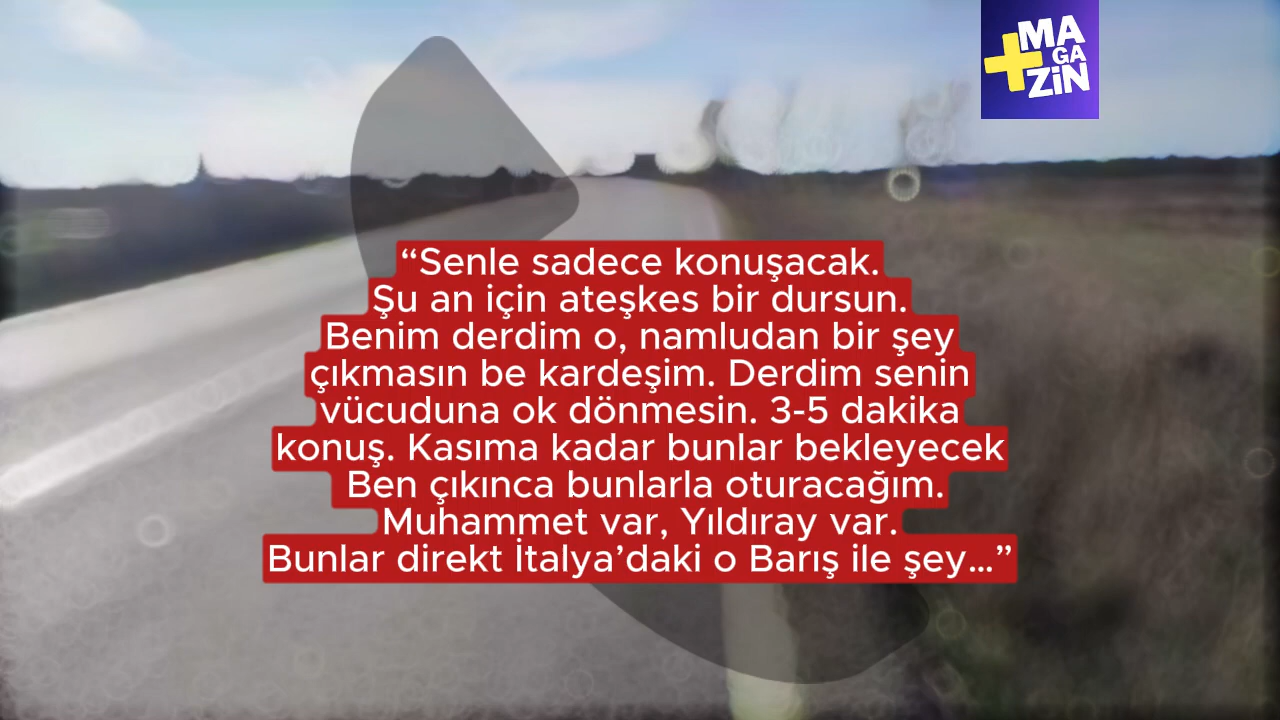 +MA
GA
ZİN
“Senle sadece konuşacak.
Şu an için ateşkes bir dursun.
Benim derdim o, namludan bir şey
çıkmasın be kardeşim. Derdim senin
vücuduna ok dönmesin. 3-5 dakika
konuş. Kasıma kadar bunlar bekleyecek
Ben çıkınca bunlarla oturacağım.
Muhammet var, Yıldıray var.
Bunlar direkt İtalya’daki o Barış ile şey...”